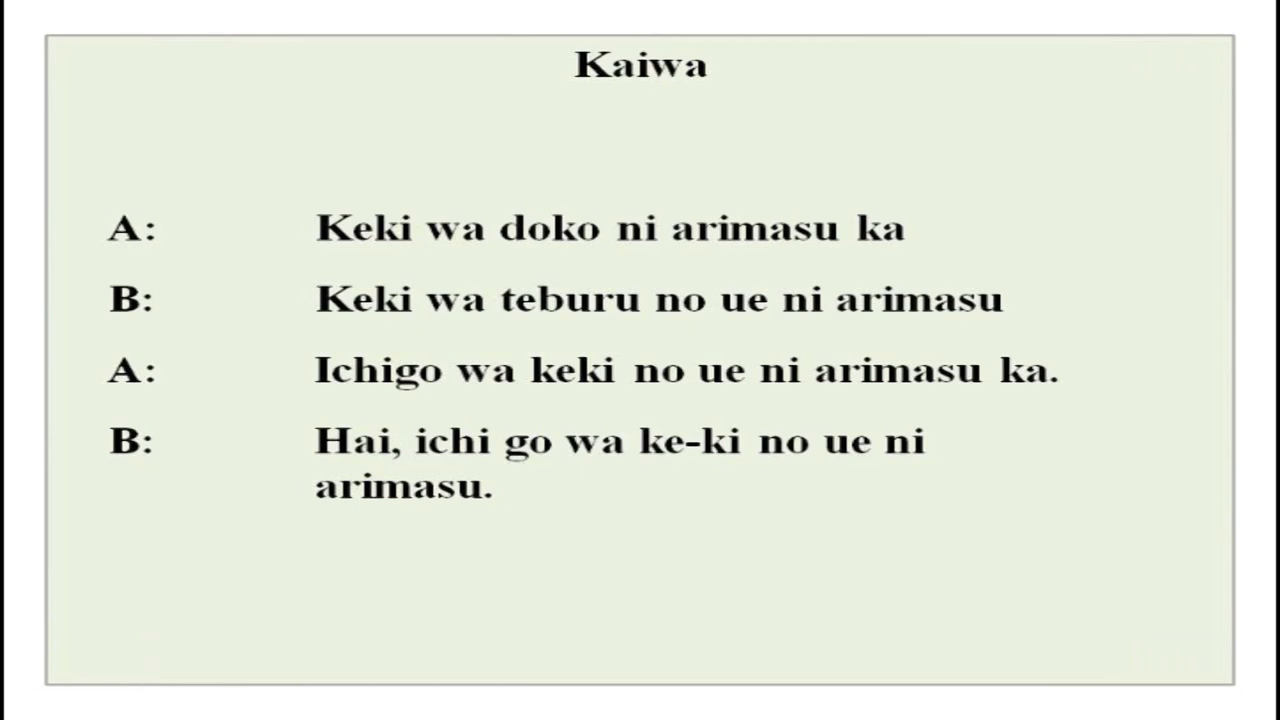 Kaiwa
A: Keki wa doko ni arimasu ka
B: Keki wa teburu no ue ni arimasu
A: Ichigo wa keki no ue ni arimasu ka.
B: Hai, ichi go wa ke-ki no ue ni
arimasu.